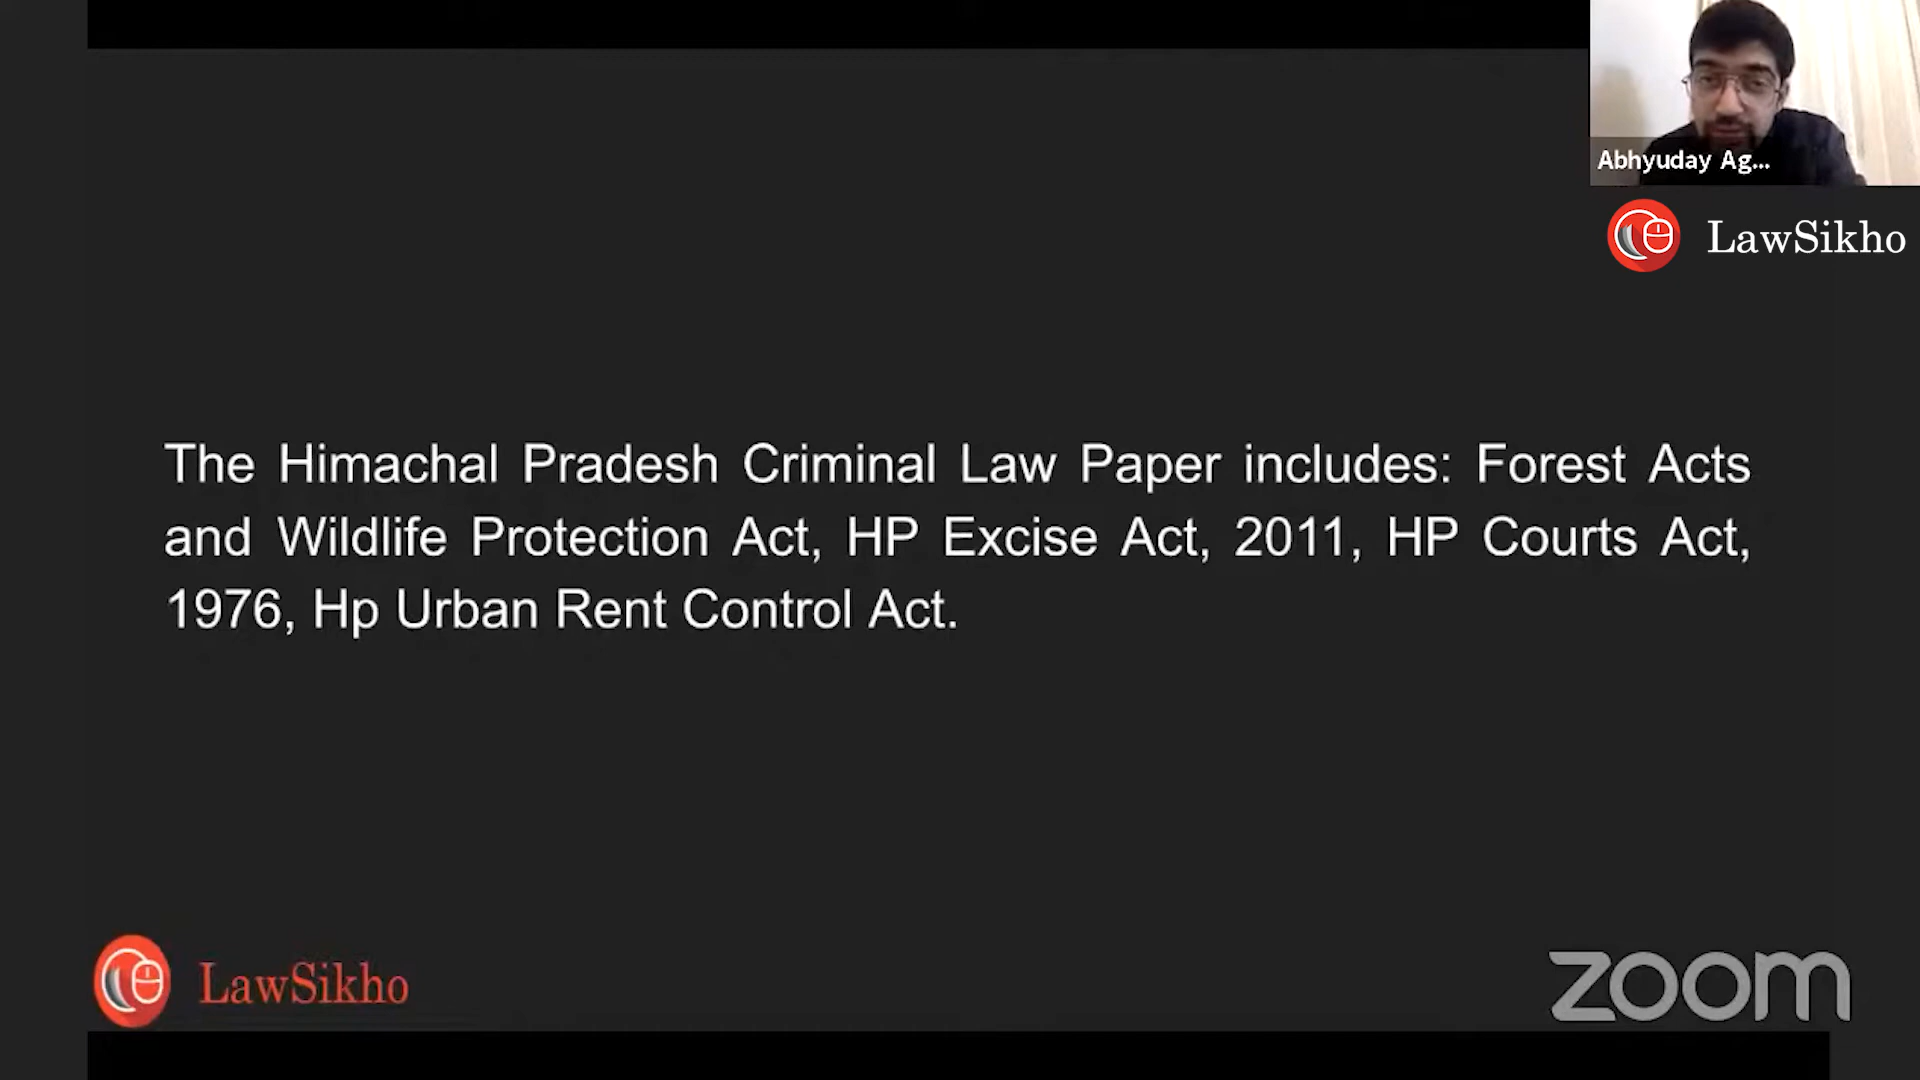 Abhyuday Ag...
LawSikho
The Himachal Pradesh Criminal Law Paper includes: Forest Acts
and Wildlife Protection Act, HP Excise Act, 2011, HP Courts Act,
1976, Hp Urban Rent Control Act.
LawSikho
zoom